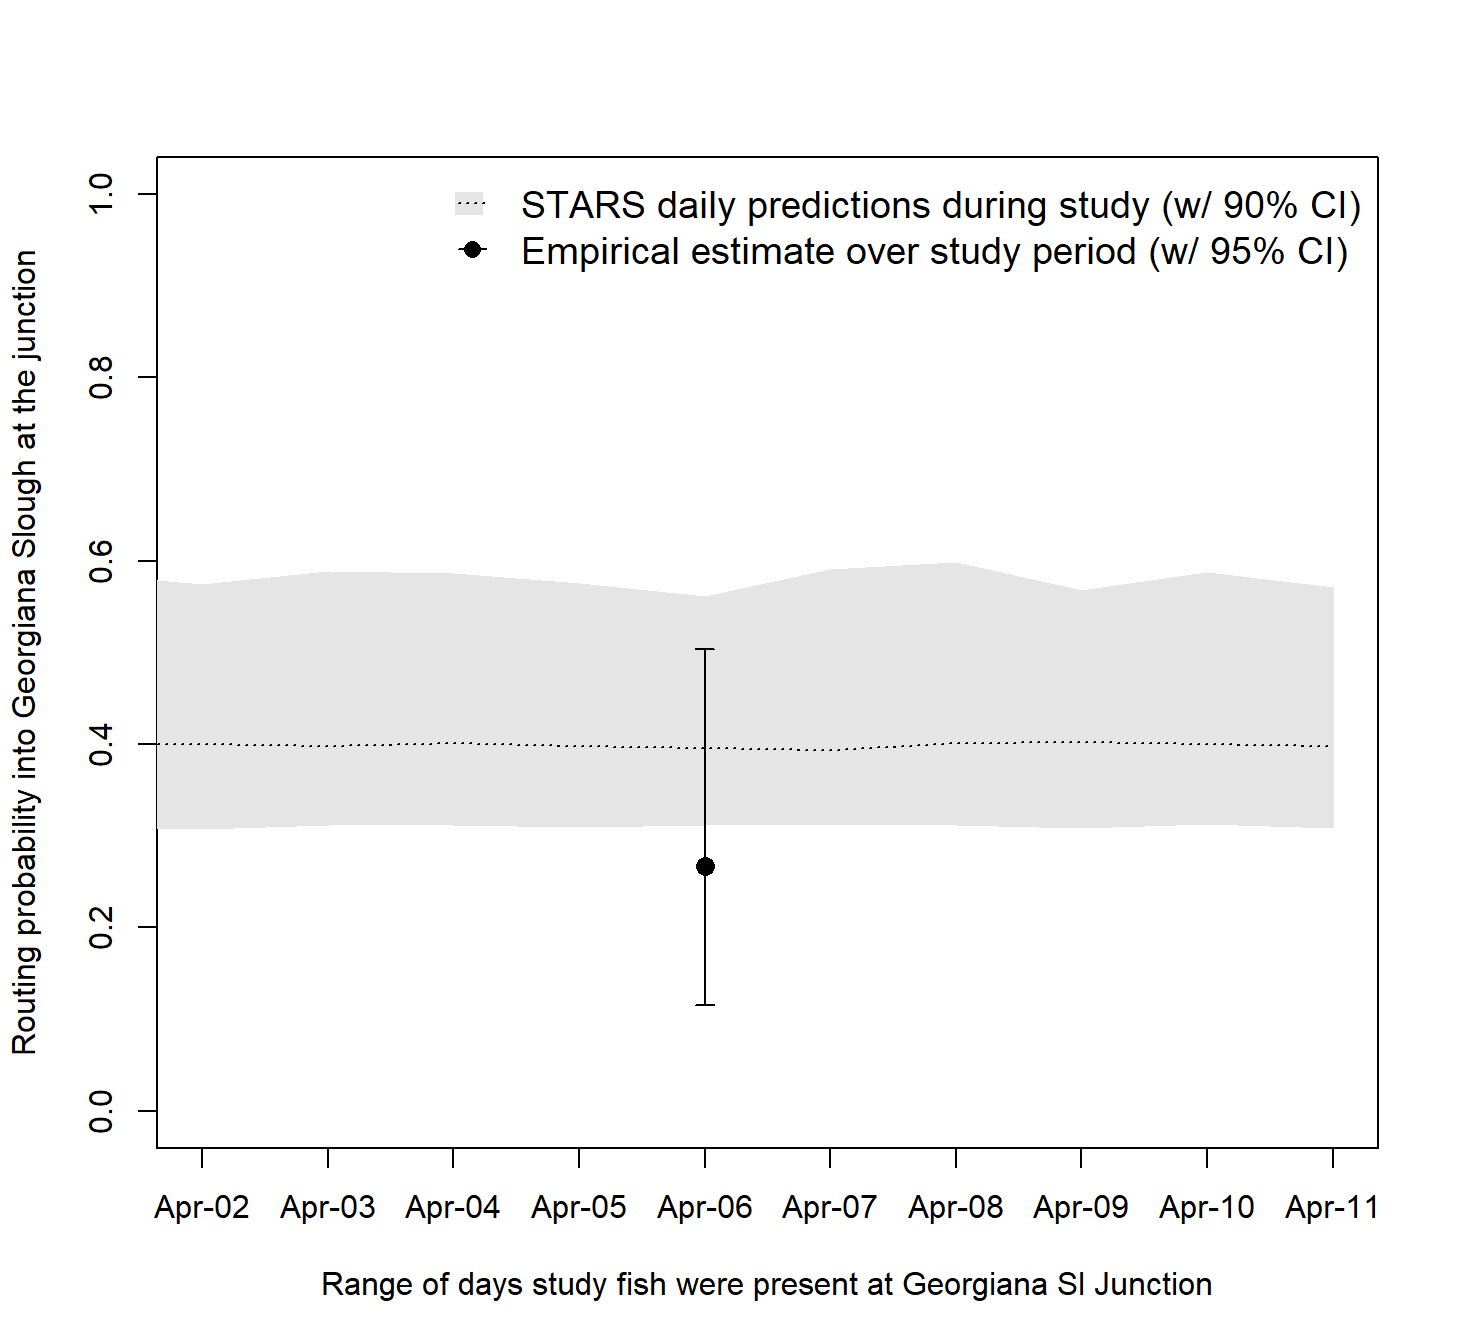 STARS daily predictions during study (w/ 90% CI)
Empirical estimate over study period (w/ 95% CI)
Routing probability into Georgiana Slough at the junction
1.0
0.8
0.6
0.4
0.2
0.0
Apr-02 Apr-03 Apr-04 Apr-05 Apr-06 Apr-07 Apr-08 Apr-09 Apr-10 Apr-11
Range of days study fish were present at Georgiana Sl Junction